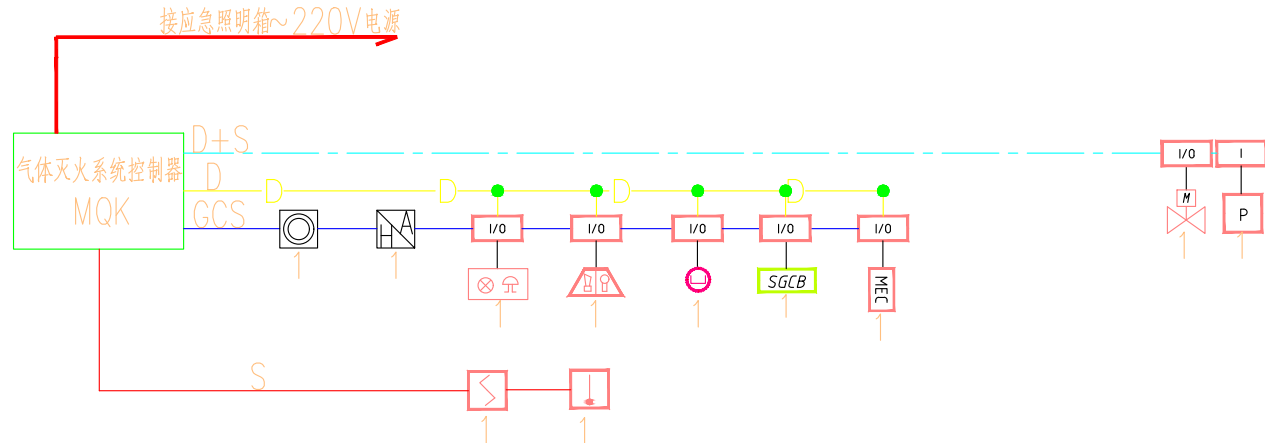 接应急照明箱~220V电源
气体灭火系统控制器
MQK
D+S
D
GCS
D D D D
I/O I
M
P
H A
I/O I/O I/O I/O I/O
SGCB
MEC
1 1 1 1 1 1 1 1 1
S
1 1